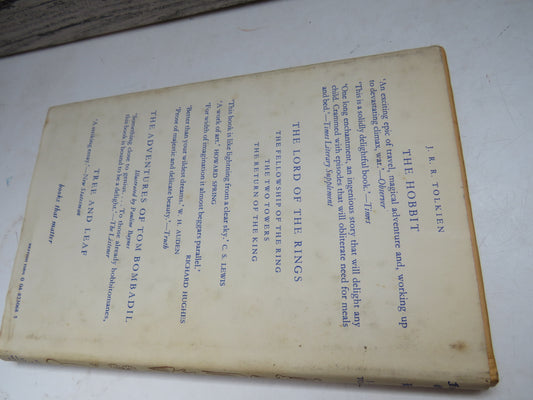 J. R. R. TOLKIEN
THE HOBBIT
'An exciting epic of travel, magical adventure and, working up
to devastating climax, war.'—Observer
'This is a solidly delightful book.'—Times
'One long enchantment, an ingenious story that will delight any
child. Crammed with episodes that will obliterate need for meals
and bed.'—Times Literary Supplement
THE LORD OF THE RINGS
THE FELLOWSHIP OF THE RING
THE TWO TOWERS
THE RETURN OF THE KING
'This book is like lightning from a clear sky.' C. S. LEWIS
'A work of art.' HOWARD SPRING
'For width of imagination it almost beggars parallel.'
RICHARD HUGHES
'Better than your wildest dreams.' W. H. AUDEN
'Prose of majestic and delicate beauty.'—Truth
THE ADVENTURES OF TOM BOMBADIL
Illustrated by Pauline Baynes
'Something close to genius. . . . To those already hobbitomanes,
this book is bound to be a delight.'—The Listener
TREE AND LEAF
'A striking essay.'—New Statesman
books that matter